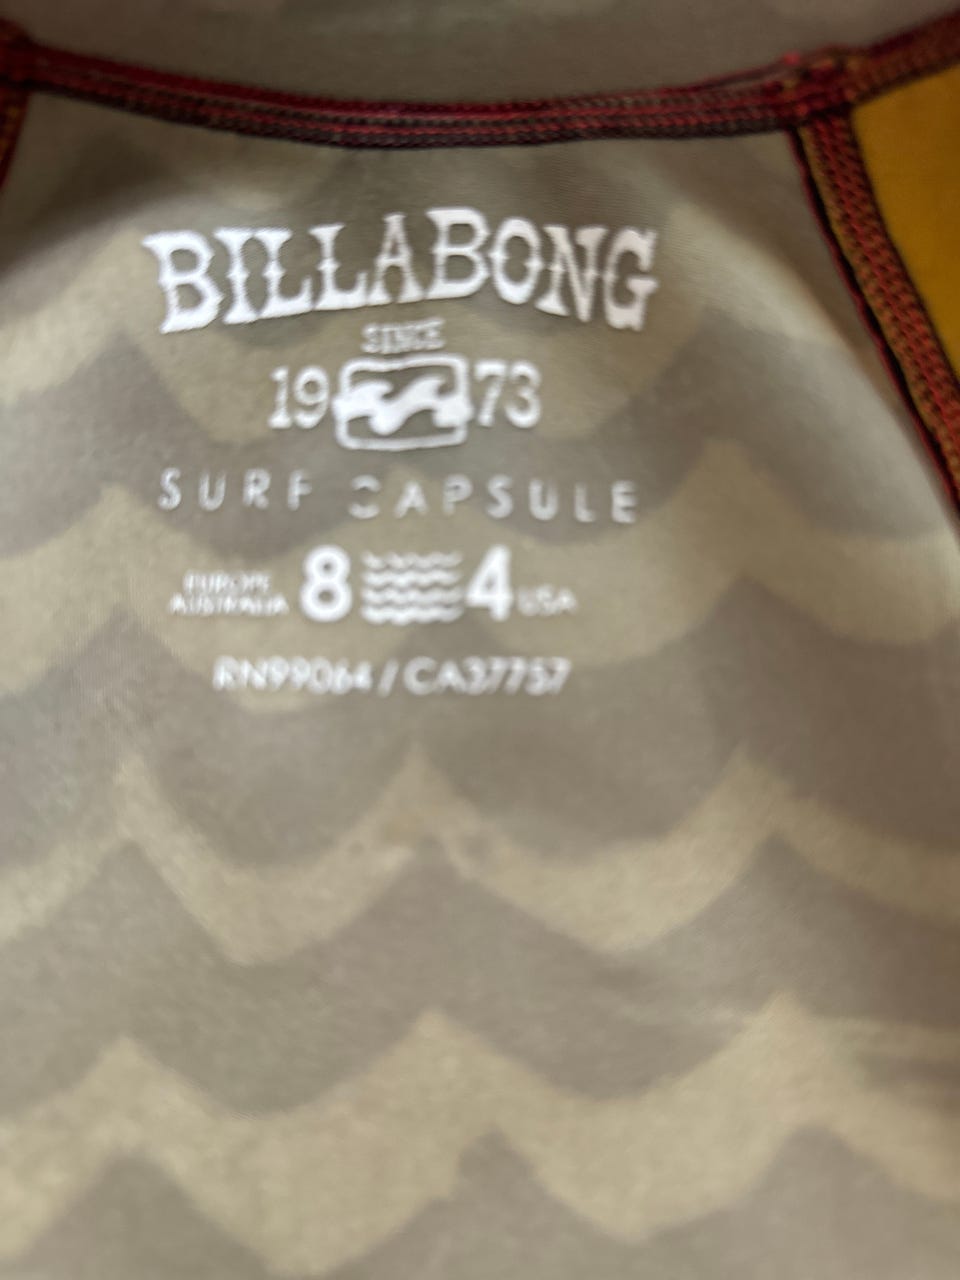 BILLABONG
SINCE
19 73
SURF CAPSULE
EUROPE AUSTRALIA 8 4 USA
RN99064 / CA37757